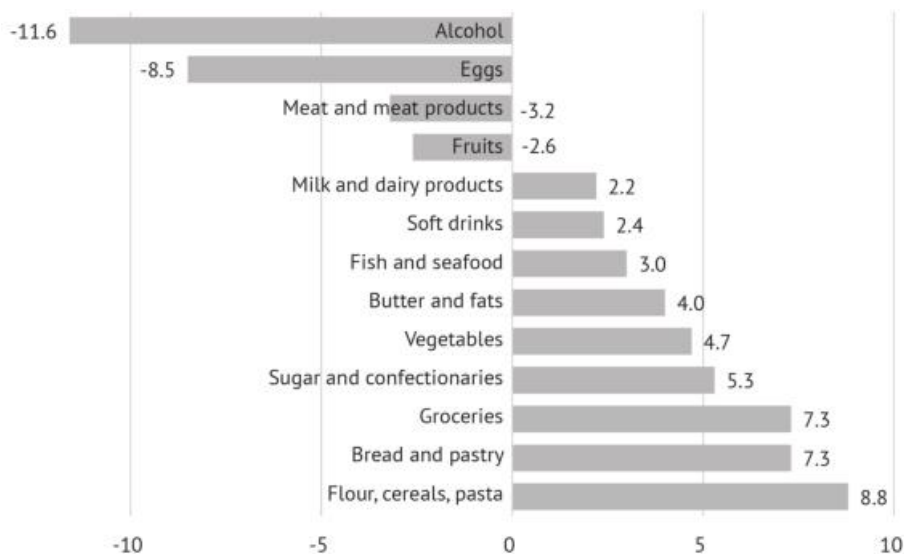 -11.6 Alcohol
-8.5 Eggs
Meat and meat products -3.2
Fruits -2.6
Milk and dairy products 2.2
Soft drinks 2.4
Fish and seafood 3.0
Butter and fats 4.0
Vegetables 4.7
Sugar and confectionaries 5.3
Groceries 7.3
Bread and pastry 7.3
Flour, cereals, pasta 8.8
-10 -5 0 5 10